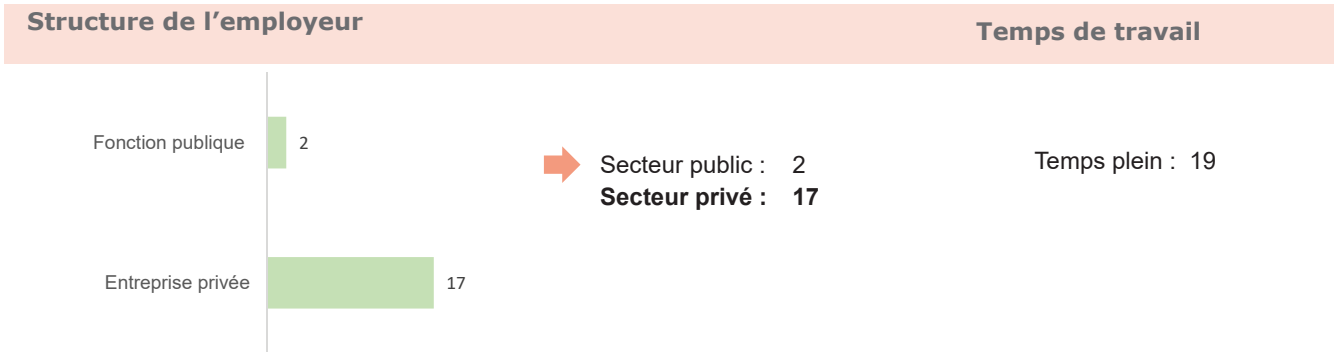 Structure de l’employeur
Temps de travail
Fonction publique 2
Secteur public : 2
Secteur privé : 17
Temps plein : 19
Entreprise privée 17